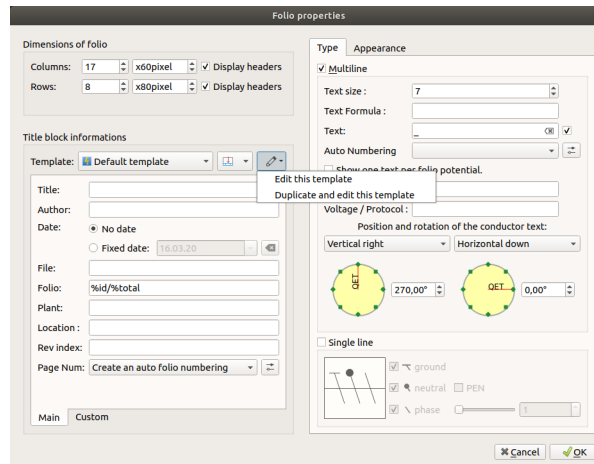 Folio properties
Dimensions of folio
Columns: 17 x60pixel Display headers
Rows: 8 x80pixel Display headers
Title block informations
Template: Default template
Edit this template
Duplicate and edit this template
Title:
Author:
Date: No date
Fixed date: 16.03.20
File:
Folio: %id/%total
Plant:
Location :
Rev index:
Page Num: Create an auto folio numbering
Main Custom
Type Appearance
Multiline
Text size : 7
Text Formula :
Text: _
Auto Numbering
Show one text per folio potential.
Voltage / Protocol :
Position and rotation of the conductor text:
Vertical right Horizontal down
QET 270,00° QET 0,00°
Single line
ground
neutral PEN
phase 1
Cancel OK